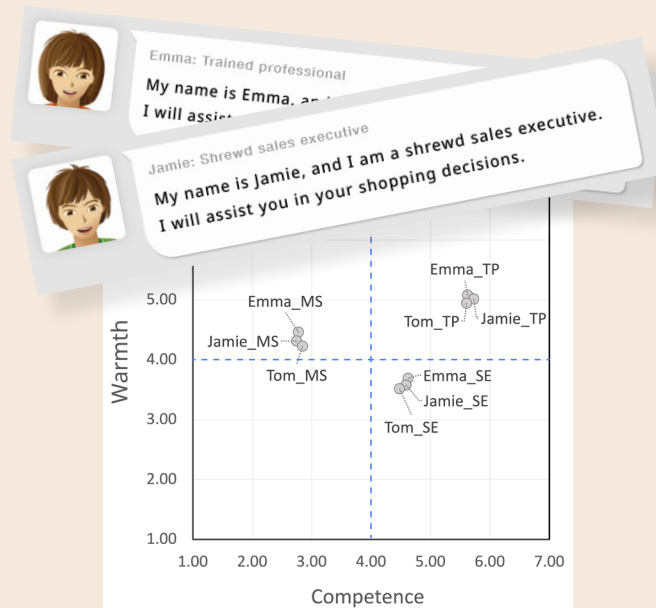 Emma: Trained professional
My name is Emma, and
I will assist
Jamie: Shrewd sales executive
My name is Jamie, and I am a shrewd sales executive.
I will assist you in your shopping decisions.
Emma_TP
5.00
Emma_MS
Tom_TP
Jamie_TP
Jamie_MS
Warmth
4.00
Tom_MS
Emma_SE
Jamie_SE
3.00
Tom_SE
2.00
1.00
1.00 2.00 3.00 4.00 5.00 6.00 7.00
Competence